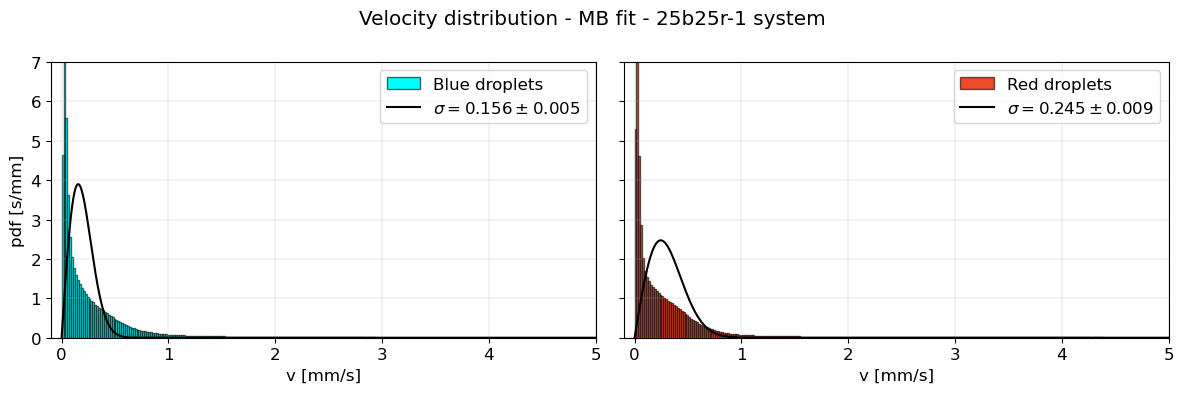 Velocity distribution - MB fit - 25b25r-1 system
pdf [s/mm]
7
6
5
4
3
2
1
0
Blue droplets
σ = 0.156 ± 0.005
0 1 2 3 4 5
v [mm/s]
Red droplets
σ = 0.245 ± 0.009
0 1 2 3 4 5
v [mm/s]